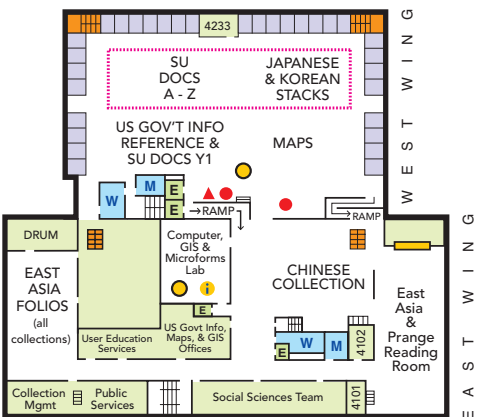 4233
SU
DOCS
A - Z
JAPANESE
& KOREAN
STACKS
US GOV'T INFO
REFERENCE &
SU DOCS Y1
MAPS
WEST WING
W
M
E
E
RAMP
RAMP
DRUM
EAST
ASIA
FOLIOS
(all
collections)
Computer,
GIS &
Microforms
Lab
i
CHINESE
COLLECTION
East
Asia
&
Prange
Reading
Room
EAST WING
E
User Education
Services
US Govt Info,
Maps, & GIS
Offices
E
W
M
4102
Collection
Mgmt
Public
Services
Social Sciences Team
4101